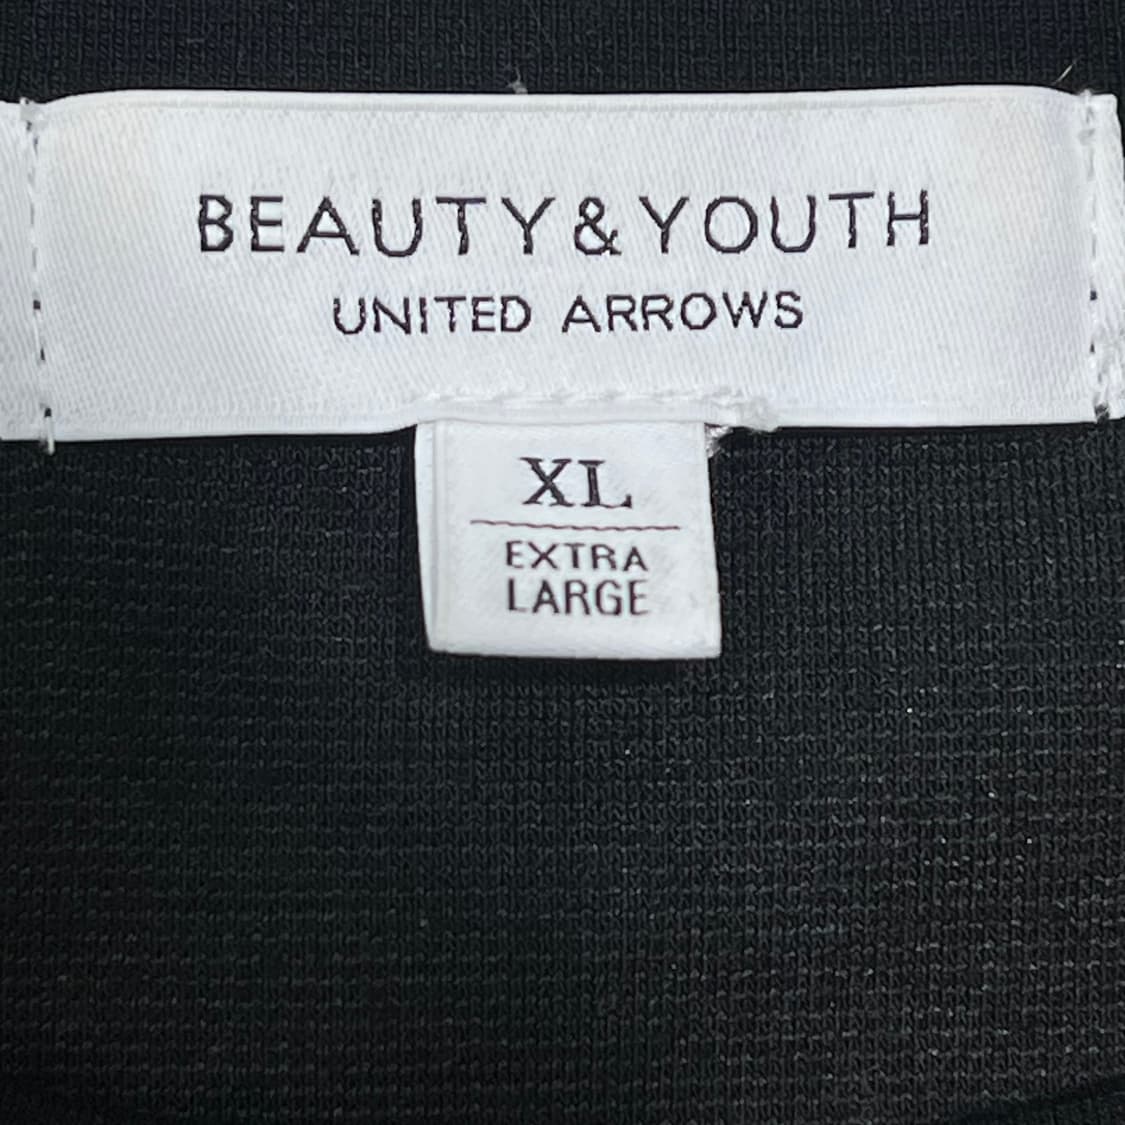 BEAUTY & YOUTH
UNITED ARROWS
XL
EXTRA
LARGE